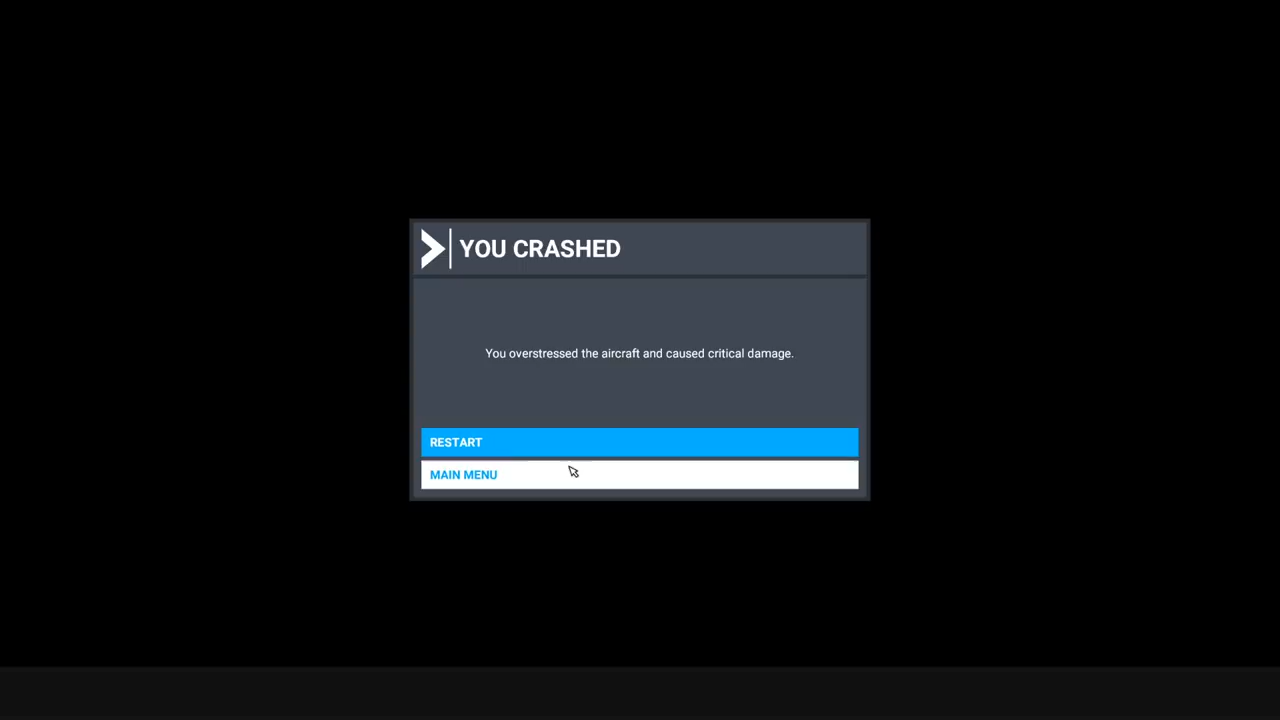 YOU CRASHED
You overstressed the aircraft and caused critical damage.
RESTART
MAIN MENU